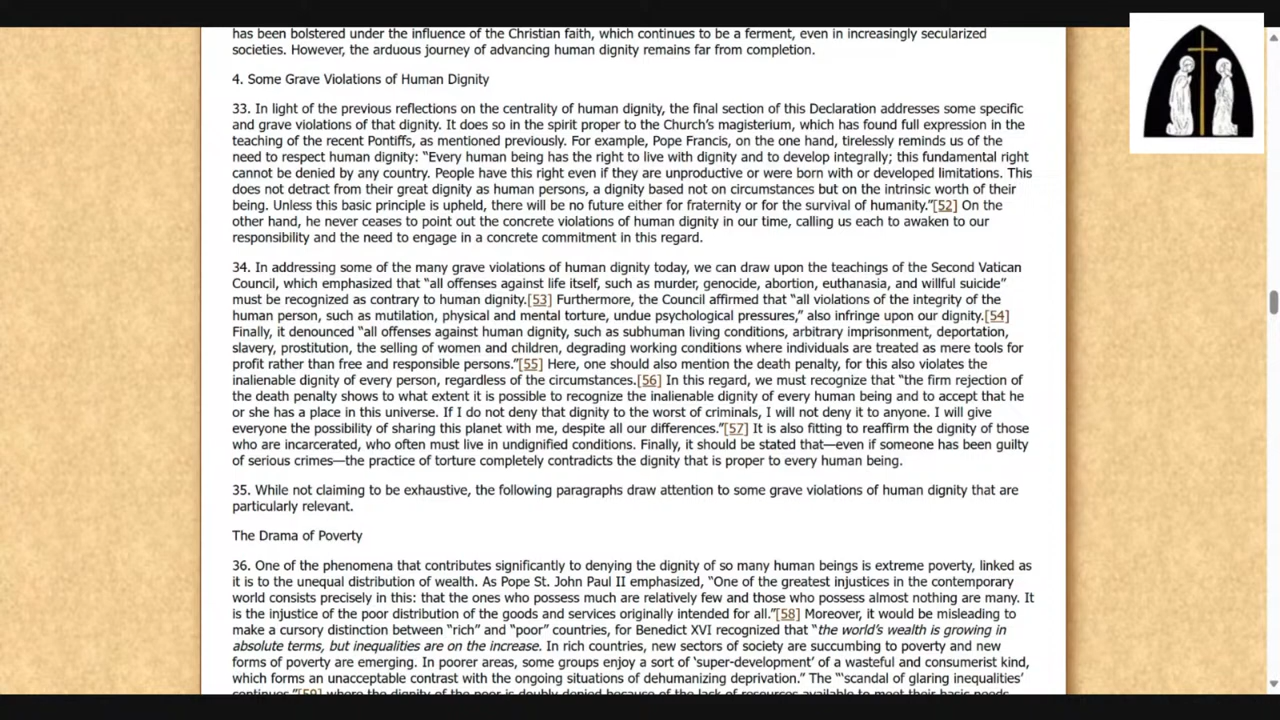 has been bolstered under the influence of the Christian faith, which continues to be a ferment, even in increasingly secularized
societies. However, the arduous journey of advancing human dignity remains far from completion.
4. Some Grave Violations of Human Dignity
33. In light of the previous reflections on the centrality of human dignity, the final section of this Declaration addresses some specific
and grave violations of that dignity. It does so in the spirit proper to the Church's magisterium, which has found full expression in the
teaching of the recent Pontiffs, as mentioned previously. For example, Pope Francis, on the one hand, tirelessly reminds us of the
need to respect human dignity: “Every human being has the right to live with dignity and to develop integrally; this fundamental right
cannot be denied by any country. People have this right even if they are unproductive or were born with or developed limitations. This
does not detract from their great dignity as human persons, a dignity based not on circumstances but on the intrinsic worth of their
being. Unless this basic principle is upheld, there will be no future either for fraternity or for the survival of humanity.”[52] On the
other hand, he never ceases to point out the concrete violations of human dignity in our time, calling us each to awaken to our
responsibility and the need to engage in a concrete commitment in this regard.
34. In addressing some of the many grave violations of human dignity today, we can draw upon the teachings of the Second Vatican
Council, which emphasized that “all offenses against life itself, such as murder, genocide, abortion, euthanasia, and willful suicide”
must be recognized as contrary to human dignity.[53] Furthermore, the Council affirmed that “all violations of the integrity of the
human person, such as mutilation, physical and mental torture, undue psychological pressures,” also infringe upon our dignity.[54]
Finally, it denounced “all offenses against human dignity, such as subhuman living conditions, arbitrary imprisonment, deportation,
slavery, prostitution, the selling of women and children, degrading working conditions where individuals are treated as mere tools for
profit rather than free and responsible persons.”[55] Here, one should also mention the death penalty, for this also violates the
inalienable dignity of every person, regardless of the circumstances.[56] In this regard, we must recognize that “the firm rejection of
the death penalty shows to what extent it is possible to recognize the inalienable dignity of every human being and to accept that he
or she has a place in this universe. If I do not deny that dignity to the worst of criminals, I will not deny it to anyone. I will give
everyone the possibility of sharing this planet with me, despite all our differences.”[57] It is also fitting to reaffirm the dignity of those
who are incarcerated, who often must live in undignified conditions. Finally, it should be stated that—even if someone has been guilty
of serious crimes—the practice of torture completely contradicts the dignity that is proper to every human being.
35. While not claiming to be exhaustive, the following paragraphs draw attention to some grave violations of human dignity that are
particularly relevant.
The Drama of Poverty
36. One of the phenomena that contributes significantly to denying the dignity of so many human beings is extreme poverty, linked as
it is to the unequal distribution of wealth. As Pope St. John Paul II emphasized, “One of the greatest injustices in the contemporary
world consists precisely in this: that the ones who possess much are relatively few and those who possess almost nothing are many. It
is the injustice of the poor distribution of the goods and services originally intended for all.”[58] Moreover, it would be misleading to
make a cursory distinction between “rich” and “poor” countries, for Benedict XVI recognized that “the world's wealth is growing in
absolute terms, but inequalities are on the increase. In rich countries, new sectors of society are succumbing to poverty and new
forms of poverty are emerging. In poorer areas, some groups enjoy a sort of ‘super-development’ of a wasteful and consumerist kind,
which forms an unacceptable contrast with the ongoing situations of dehumanizing deprivation.” The “‘scandal of glaring inequalities’
continues,”[59] where the dignity of the poor is doubly denied because of the lack of resources available to meet their basic needs